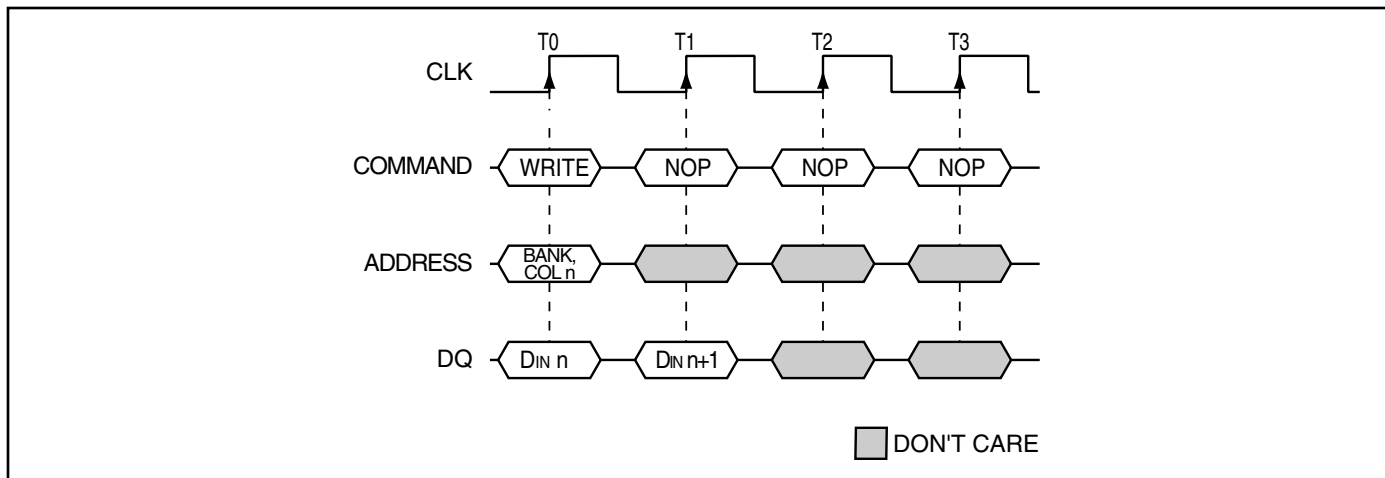 T0 T1 T2 T3
CLK
COMMAND WRITE NOP NOP NOP
ADDRESS BANK,
COL n
DQ DIN n DIN n+1
DON'T CARE